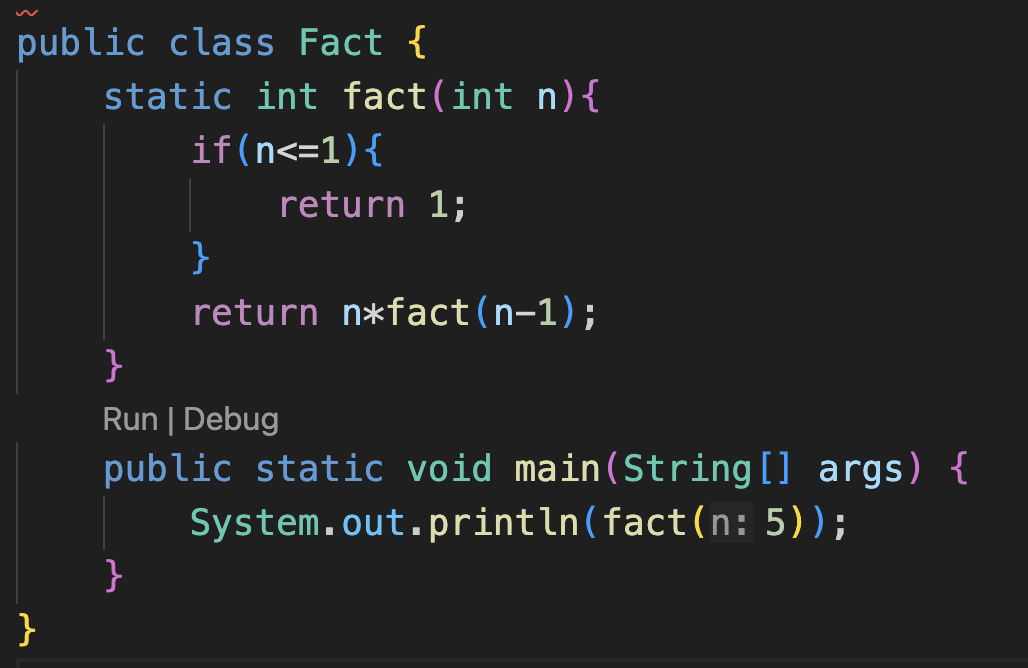 public class Fact {
    static int fact(int n){
        if(n<=1){
            return 1;
        }
        return n*fact(n-1);
    }
    Run | Debug
    public static void main(String[] args) {
        System.out.println(fact(n: 5));
    }
}